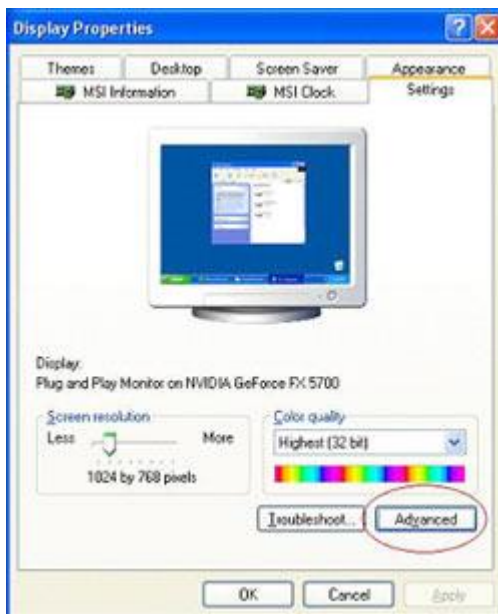 Display Properties
Themes Desktop Screen Saver Appearance
MSI Information MSI Clock Settings
Display:
Plug and Play Monitor on NVIDIA GeForce FX 5700
Screen resolution
Less More
1024 by 768 pixels
Color quality
Highest (32 bit)
Troubleshoot... Advanced
OK Cancel Apply